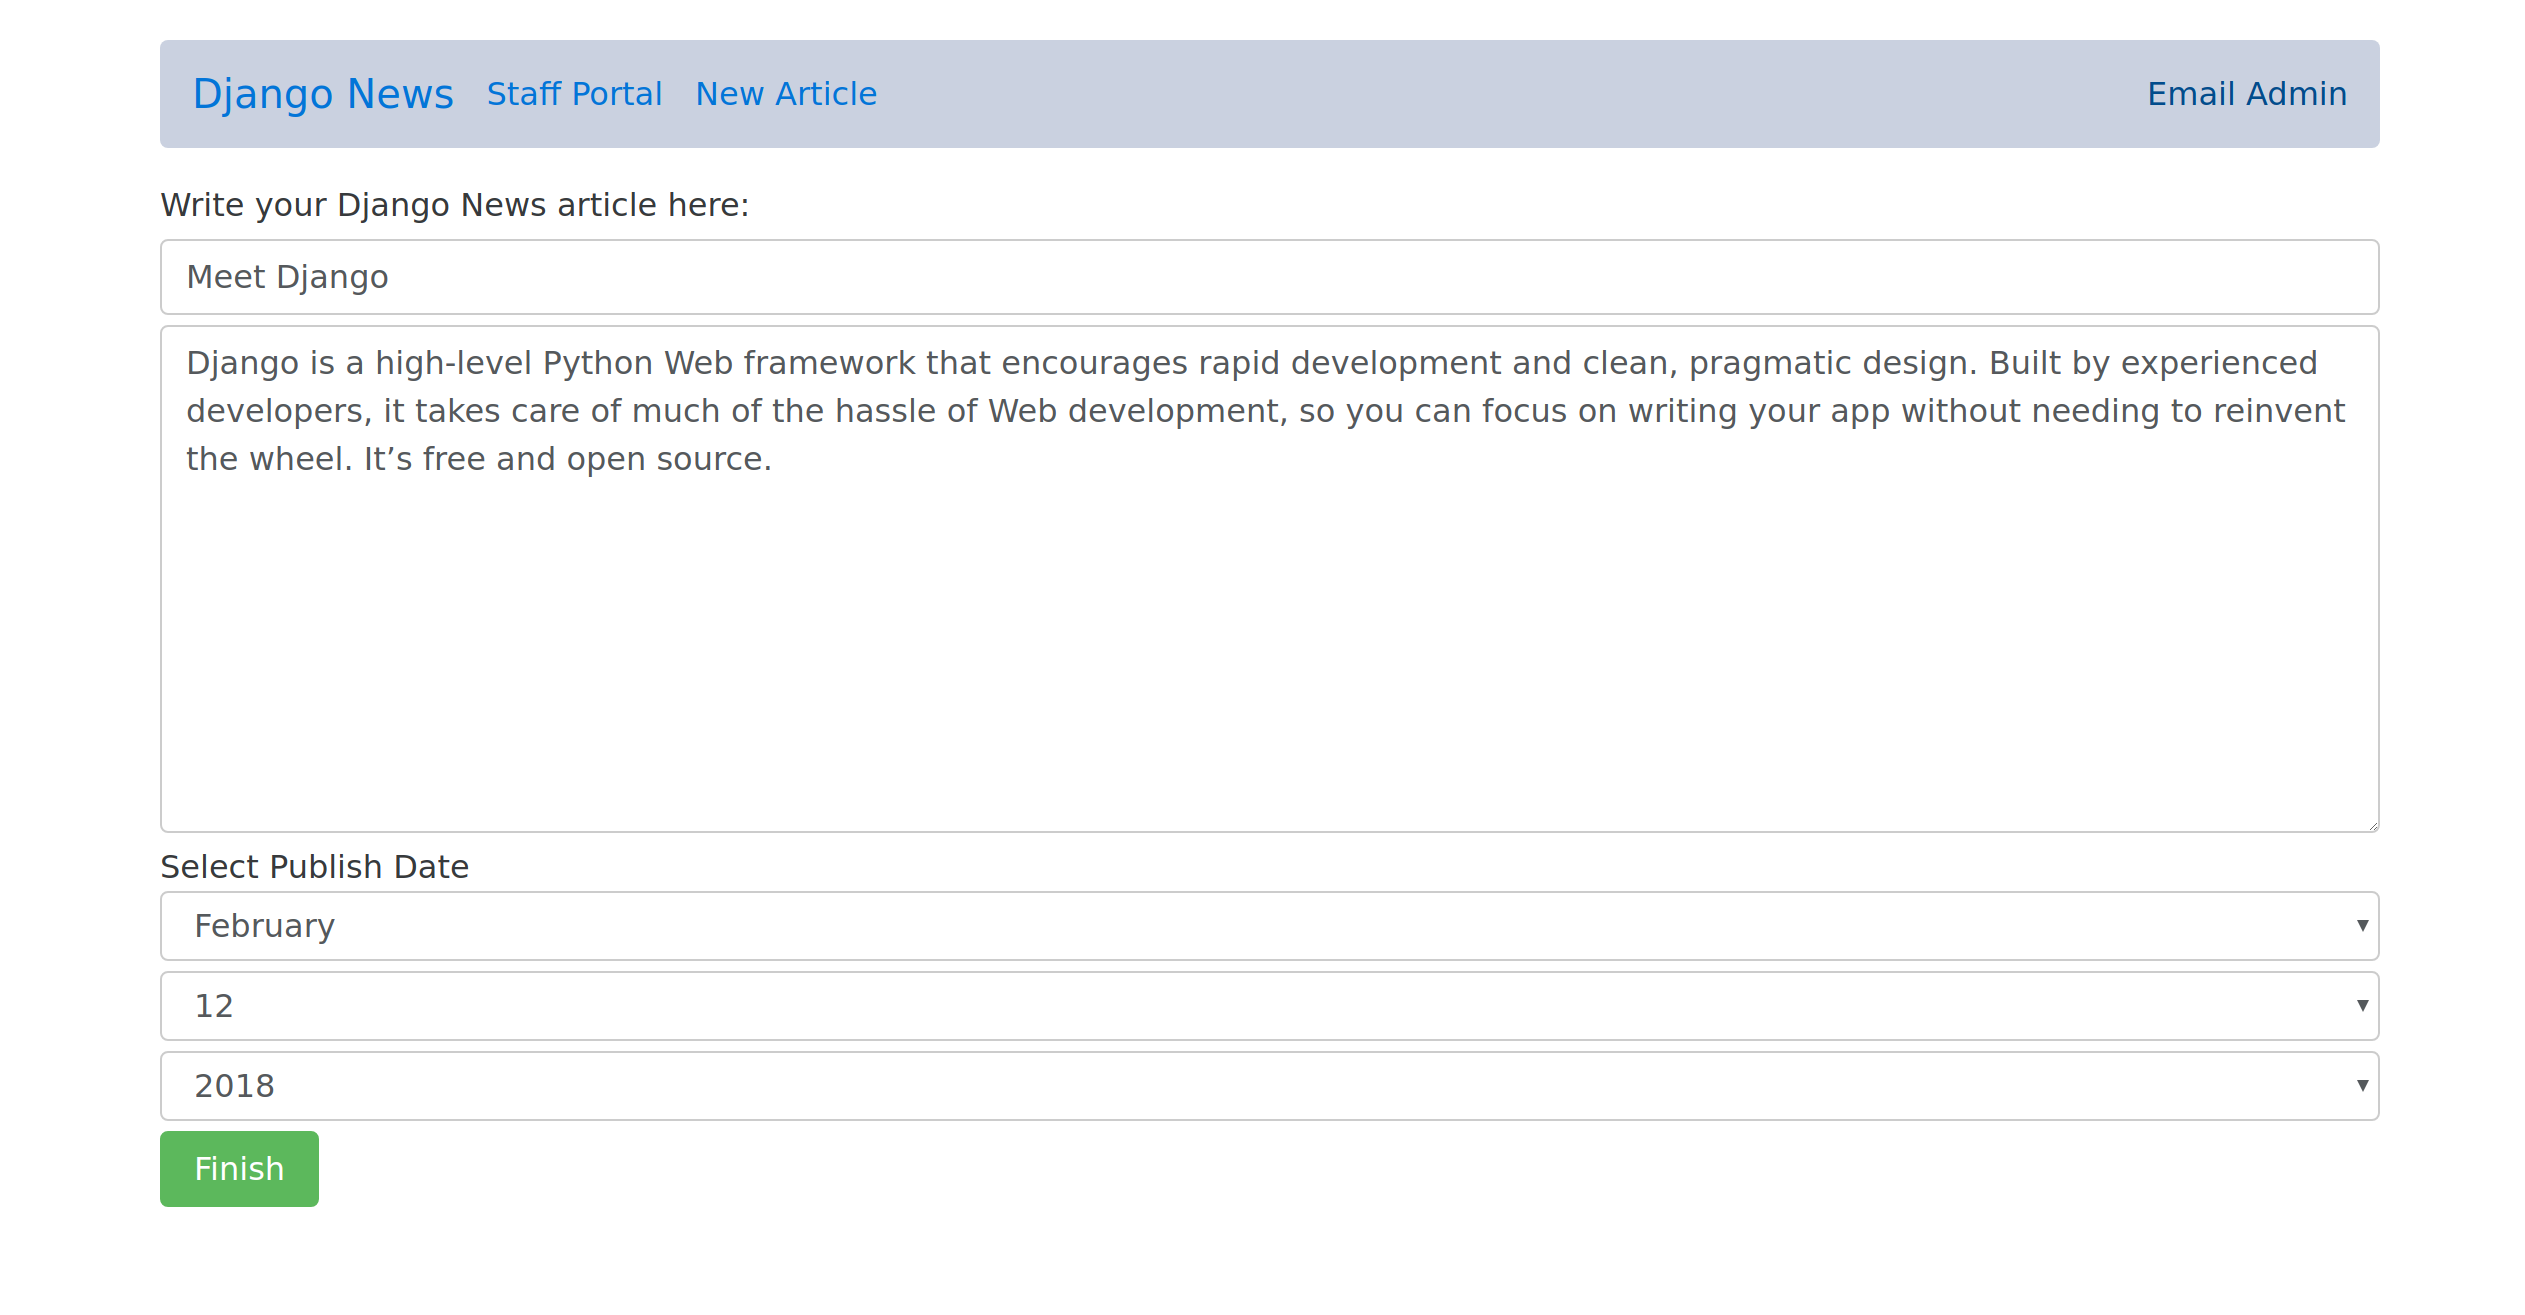 Django News Staff Portal New Article Email Admin
Write your Django News article here:
Meet Django
Django is a high-level Python Web framework that encourages rapid development and clean, pragmatic design. Built by experienced
developers, it takes care of much of the hassle of Web development, so you can focus on writing your app without needing to reinvent
the wheel. It’s free and open source.
Select Publish Date
February
12
2018
Finish